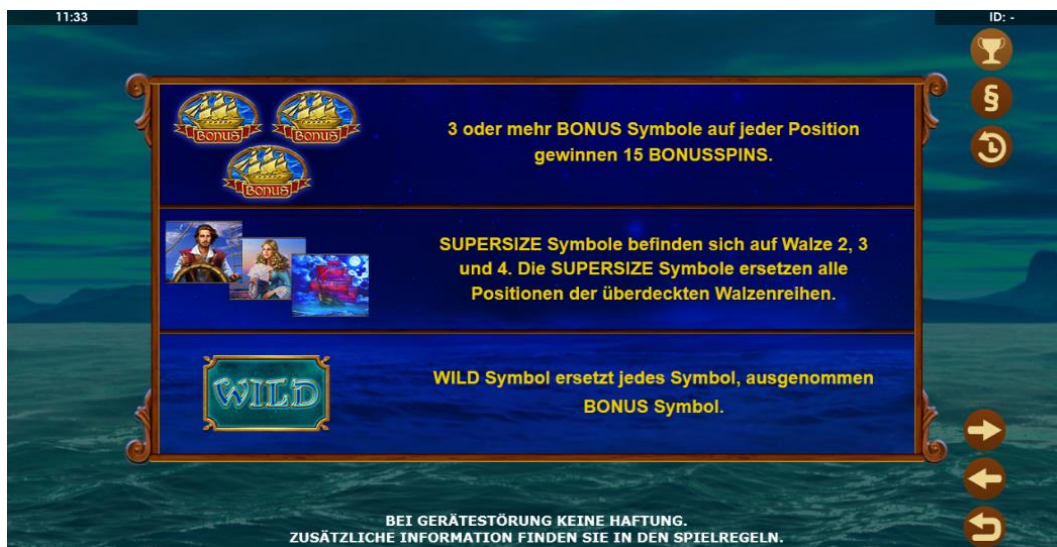 11:33
ID: -
BONUS
BONUS
BONUS
3 oder mehr BONUS Symbole auf jeder Position
gewinnen 15 BONUSSPINS.
§
SUPERSIZE Symbole befinden sich auf Walze 2, 3
und 4. Die SUPERSIZE Symbole ersetzen alle
Positionen der überdeckten Walzenreihen.
WILD
WILD Symbol ersetzt jedes Symbol, ausgenommen
BONUS Symbol.
BEI GERÄTESTÖRUNG KEINE HAFTUNG.
ZUSÄTZLICHE INFORMATION FINDEN SIE IN DEN SPIELREGELN.